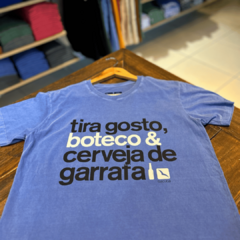 tira gosto,
boteco &
cerveja de
garrafa